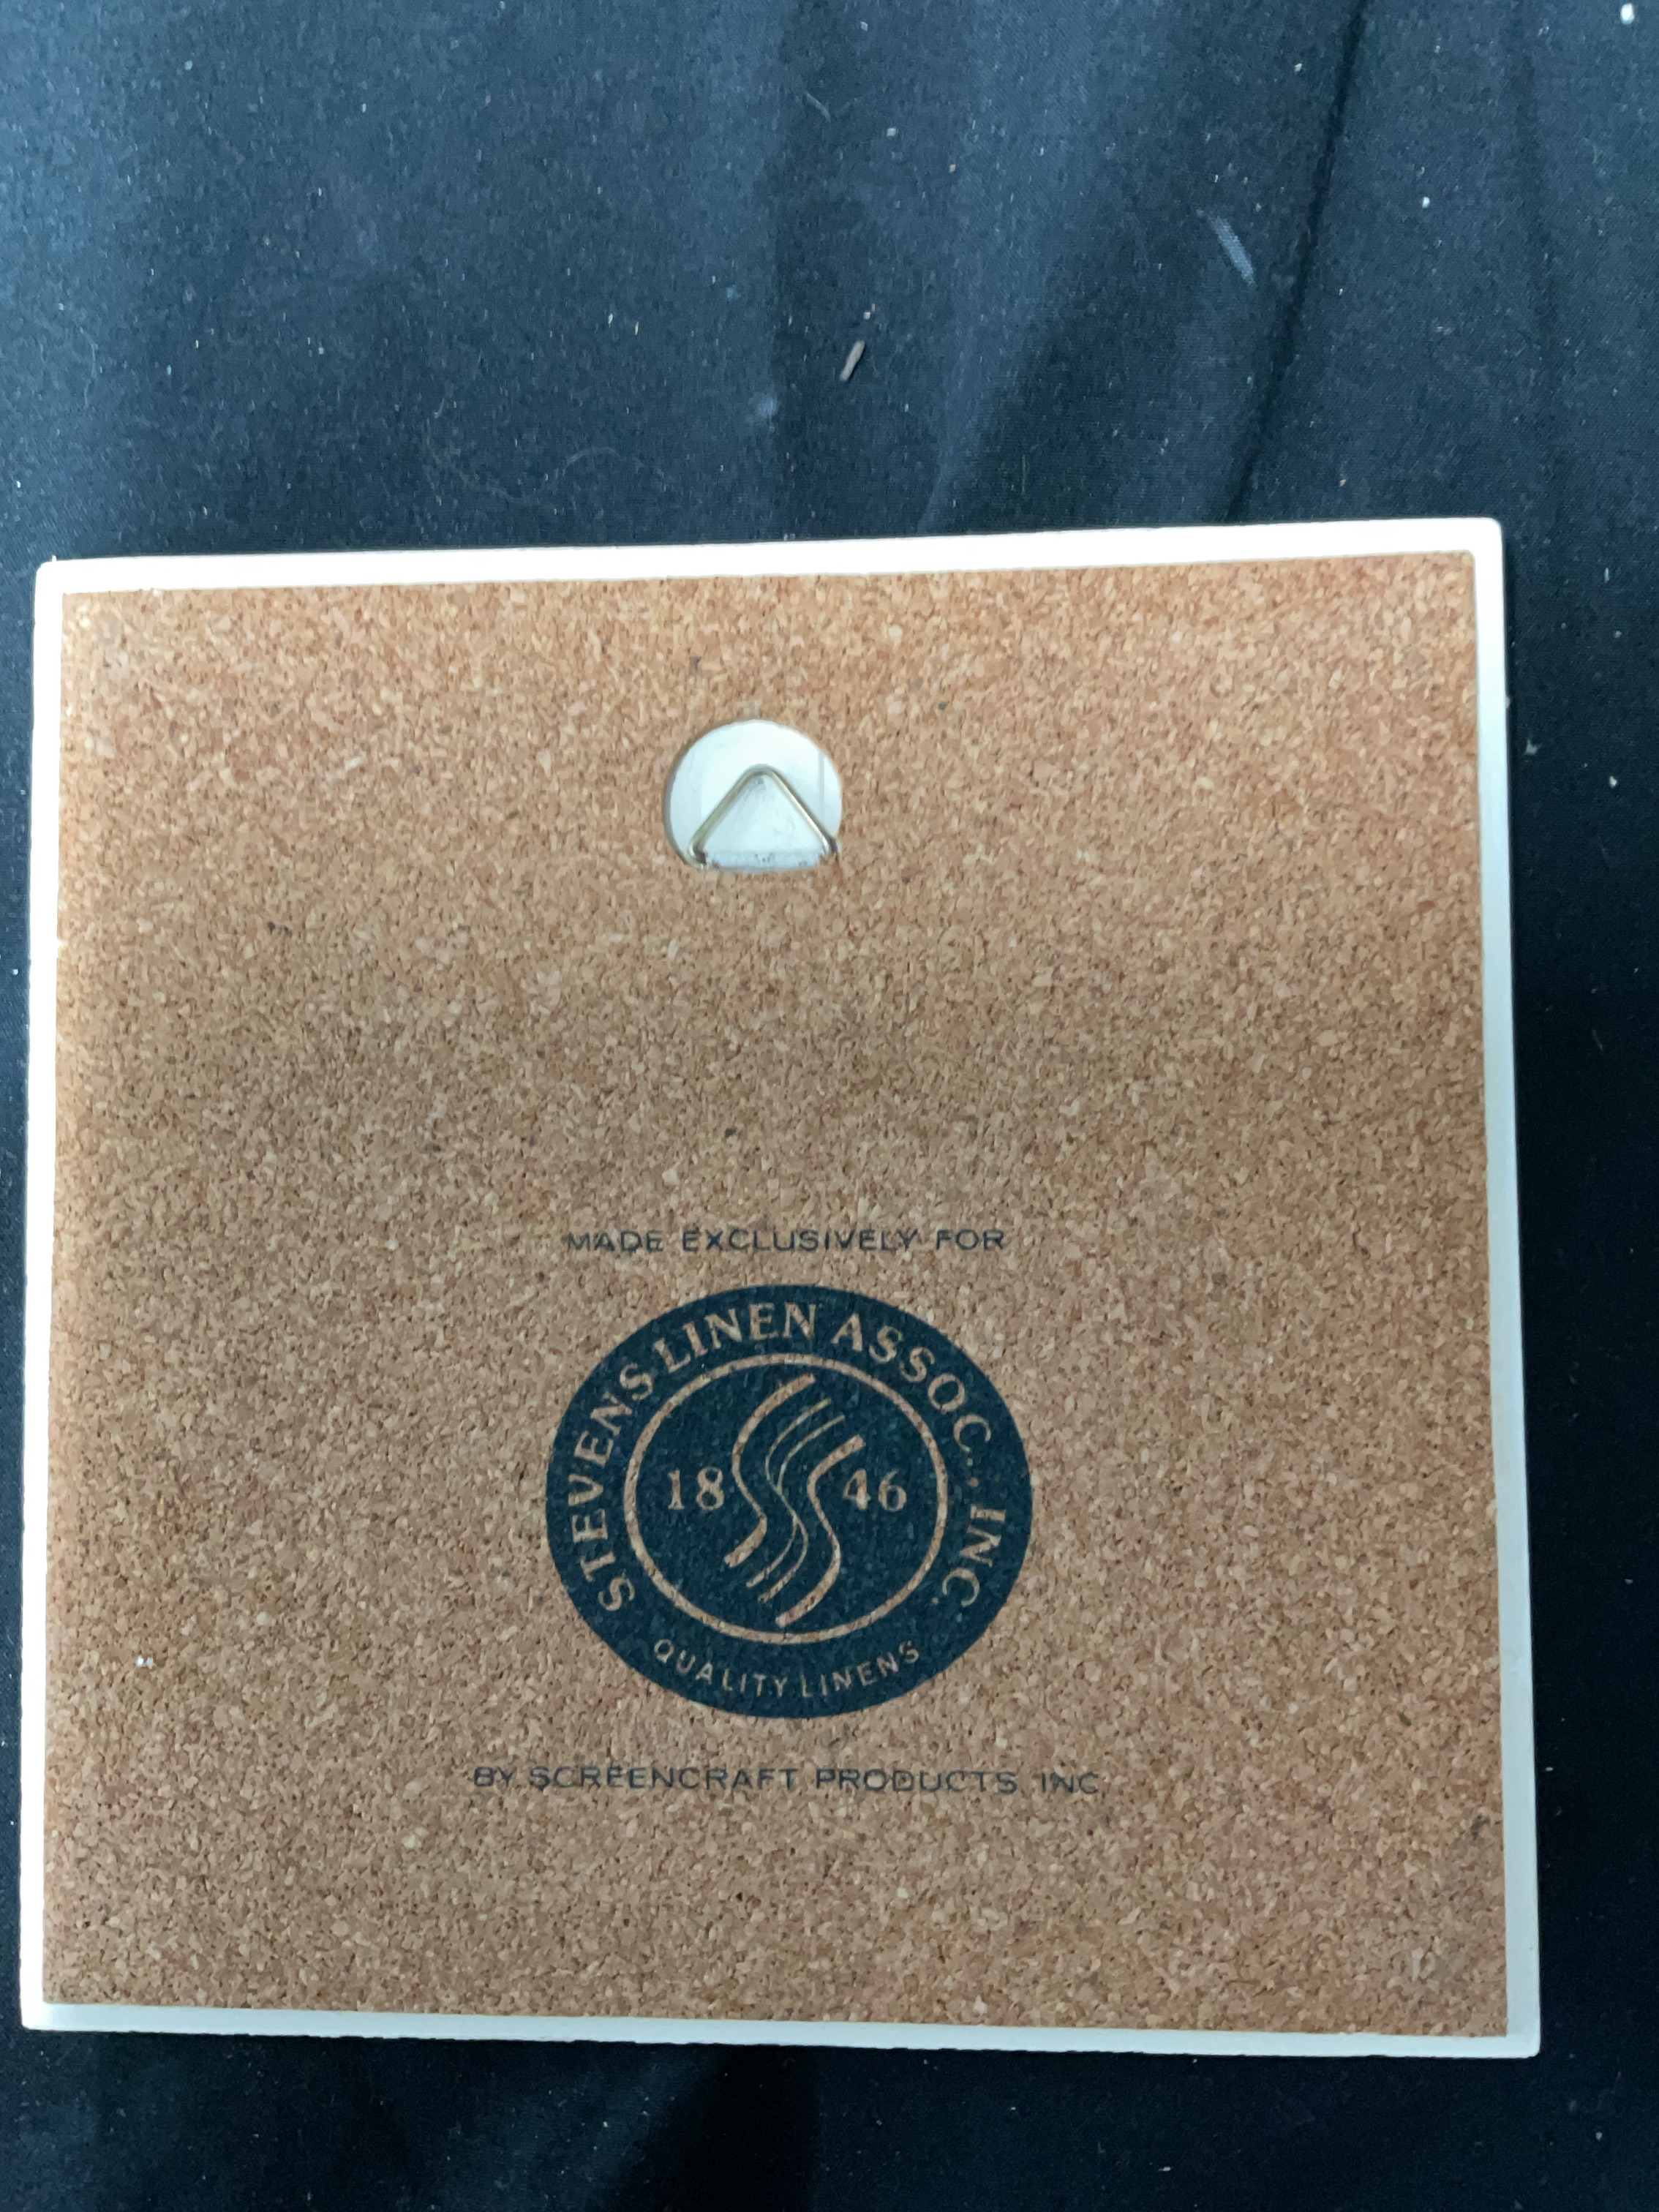 MADE EXCLUSIVELY FOR
STEVENS LINEN ASSOC., INC.
18 46
QUALITY LINENS
BY SCREENCRAFT PRODUCTS INC.